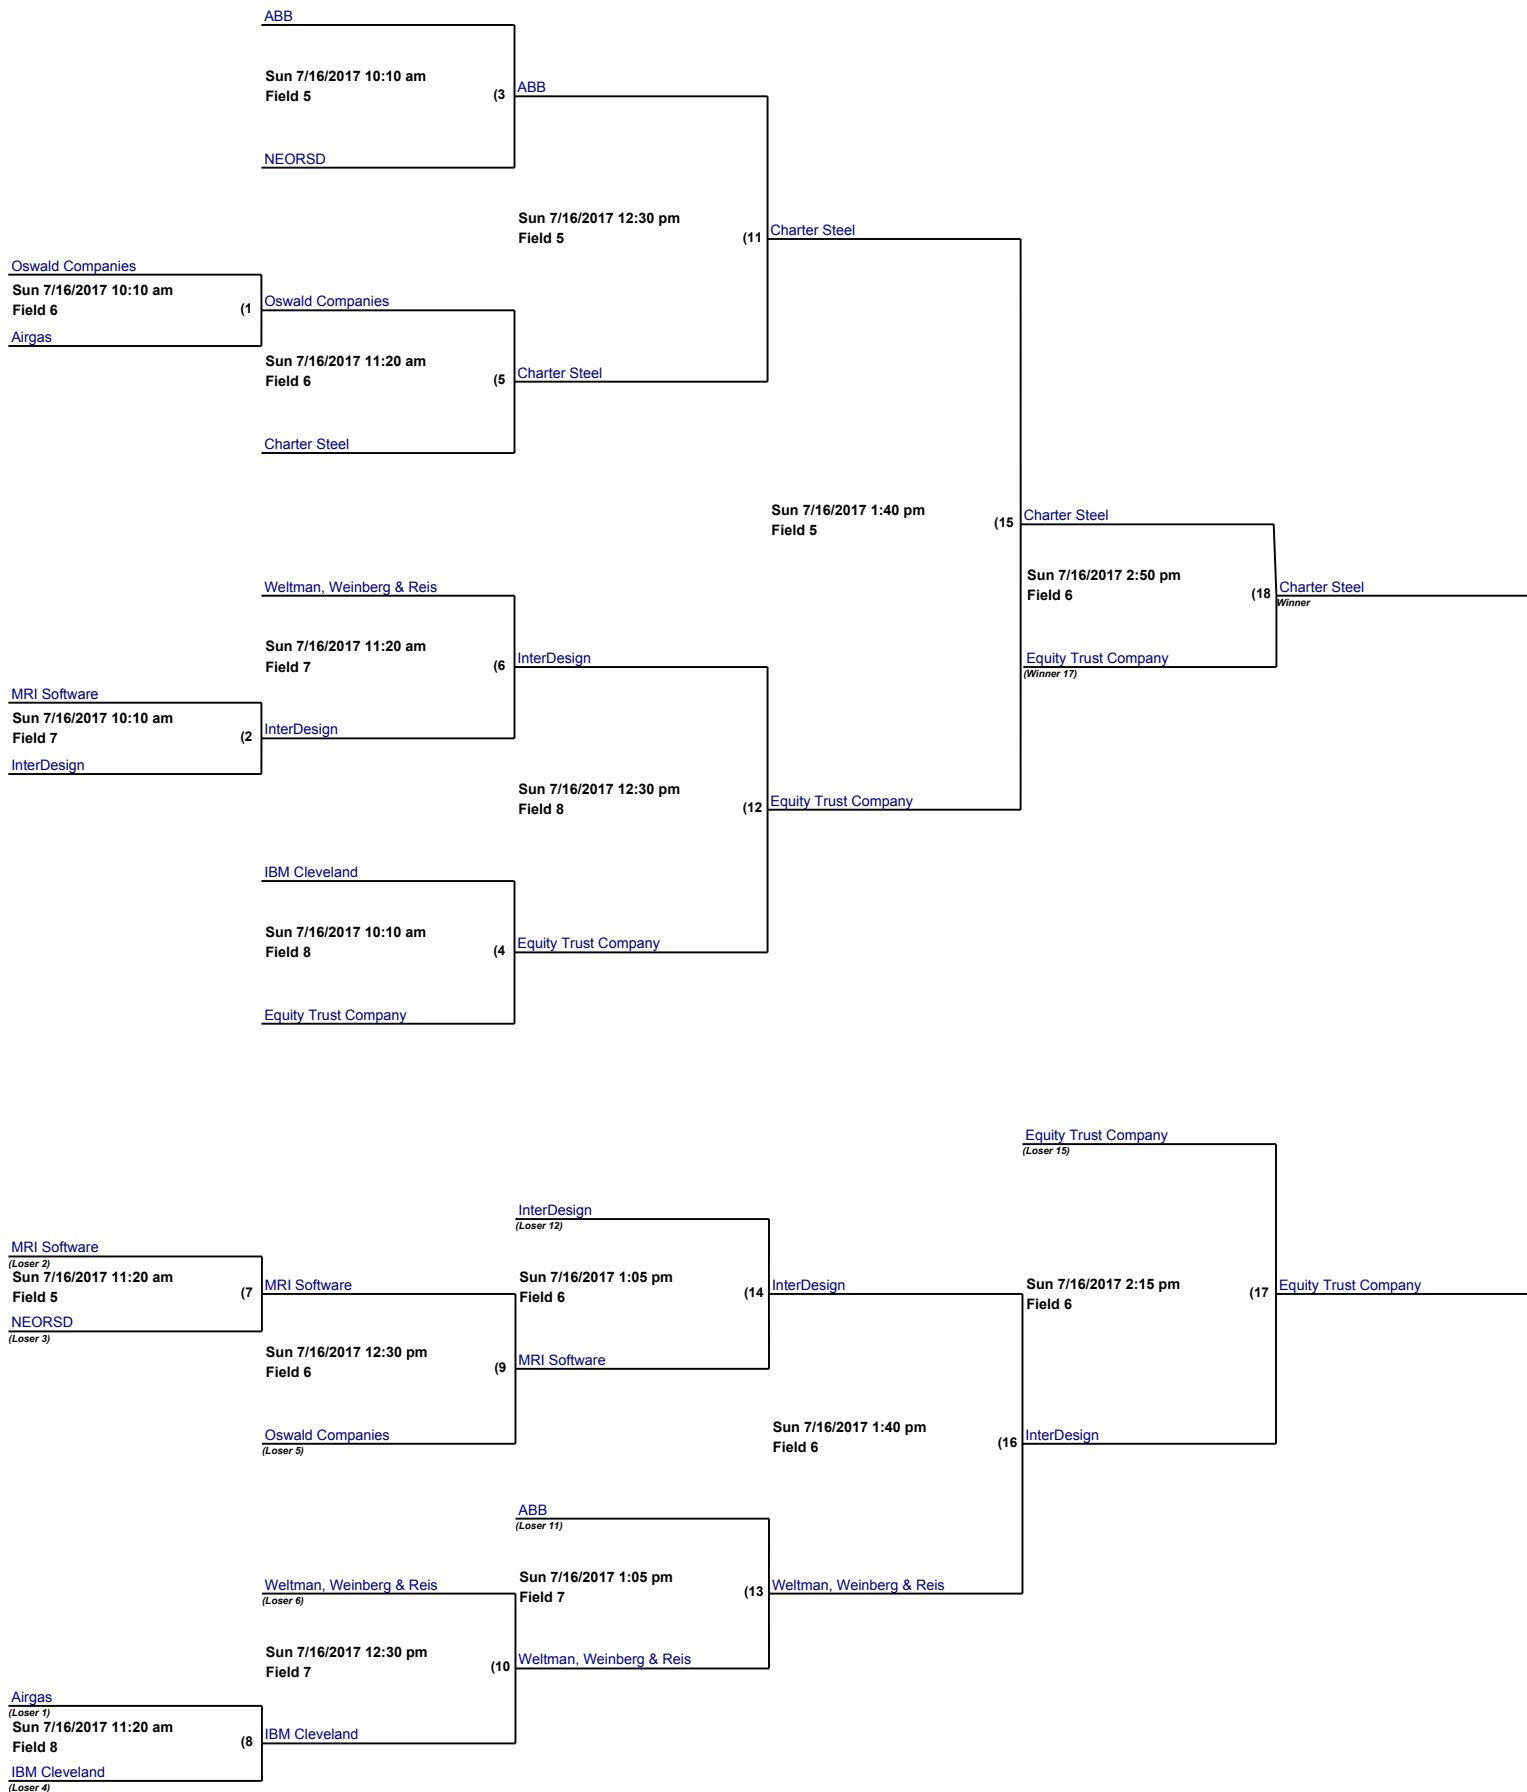 ABB
Sun 7/16/2017 10:10 am
Field 5
(3
ABB
NEORSD
Sun 7/16/2017 12:30 pm
Field 5
(11
Charter Steel
Oswald Companies
Sun 7/16/2017 10:10 am
Field 6
(1
Oswald Companies
Airgas
Sun 7/16/2017 11:20 am
Field 6
(5
Charter Steel
Charter Steel
Sun 7/16/2017 1:40 pm
Field 5
(15
Charter Steel
Sun 7/16/2017 2:50 pm
Field 6
(18
Charter Steel
Winner
Weltman, Weinberg & Reis
Sun 7/16/2017 11:20 am
Field 7
(6
InterDesign
Equity Trust Company
(Winner 17)
MRI Software
Sun 7/16/2017 10:10 am
Field 7
(2
InterDesign
InterDesign
Sun 7/16/2017 12:30 pm
Field 8
(12
Equity Trust Company
IBM Cleveland
Sun 7/16/2017 10:10 am
Field 8
(4
Equity Trust Company
Equity Trust Company
Equity Trust Company
(Loser 15)
InterDesign
(Loser 12)
MRI Software
(Loser 2)
Sun 7/16/2017 11:20 am
Field 5
(7
MRI Software
Sun 7/16/2017 1:05 pm
Field 6
(14
InterDesign
Sun 7/16/2017 2:15 pm
Field 6
(17
Equity Trust Company
NEORSD
(Loser 3)
Sun 7/16/2017 12:30 pm
Field 6
(9
MRI Software
Oswald Companies
(Loser 5)
Sun 7/16/2017 1:40 pm
Field 6
(16
InterDesign
ABB
(Loser 11)
Weltman, Weinberg & Reis
(Loser 6)
Sun 7/16/2017 1:05 pm
Field 7
(13
Weltman, Weinberg & Reis
Sun 7/16/2017 12:30 pm
Field 7
(10
Weltman, Weinberg & Reis
Airgas
(Loser 1)
Sun 7/16/2017 11:20 am
Field 8
(8
IBM Cleveland
IBM Cleveland
(Loser 4)